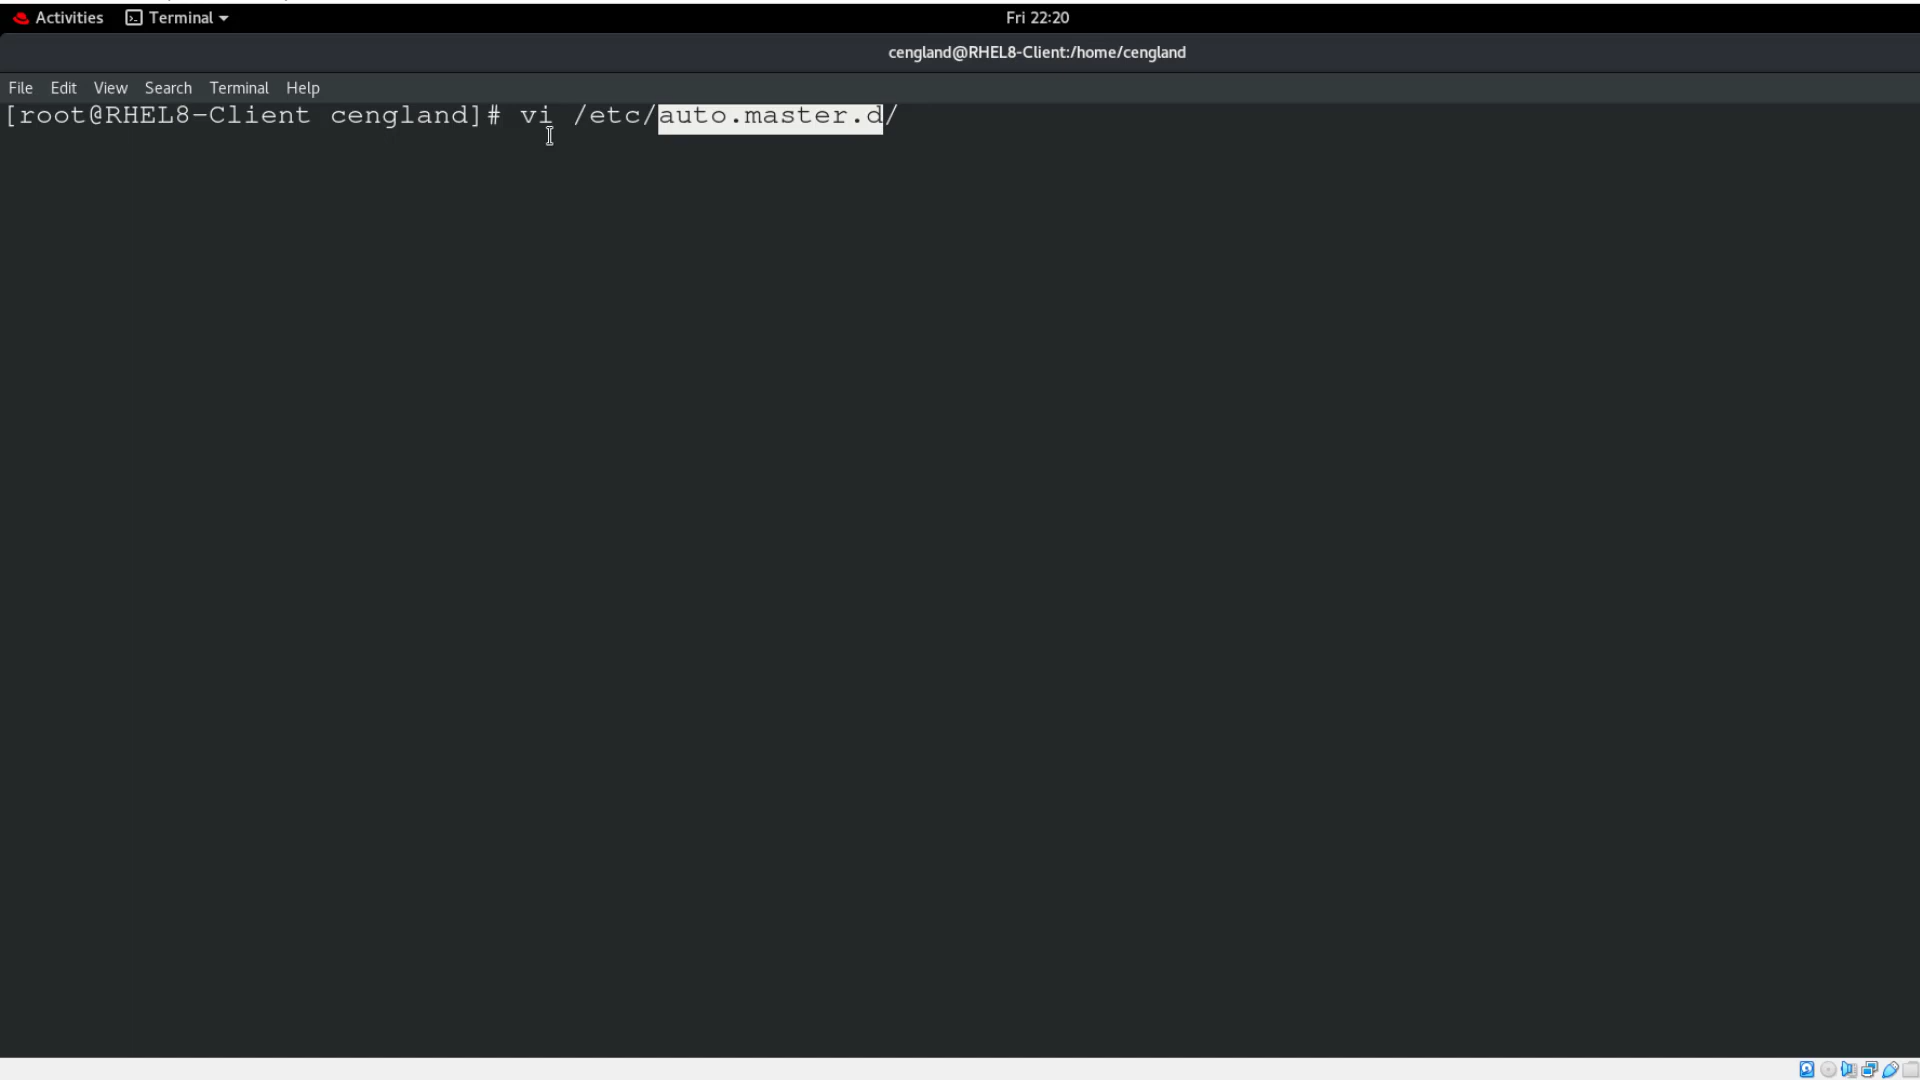 Activities Terminal Fri 22:20
cengland@RHEL8-Client:/home/cengland
File Edit View Search Terminal Help
[root@RHEL8-Client cengland]# vi /etc/auto.master.d/